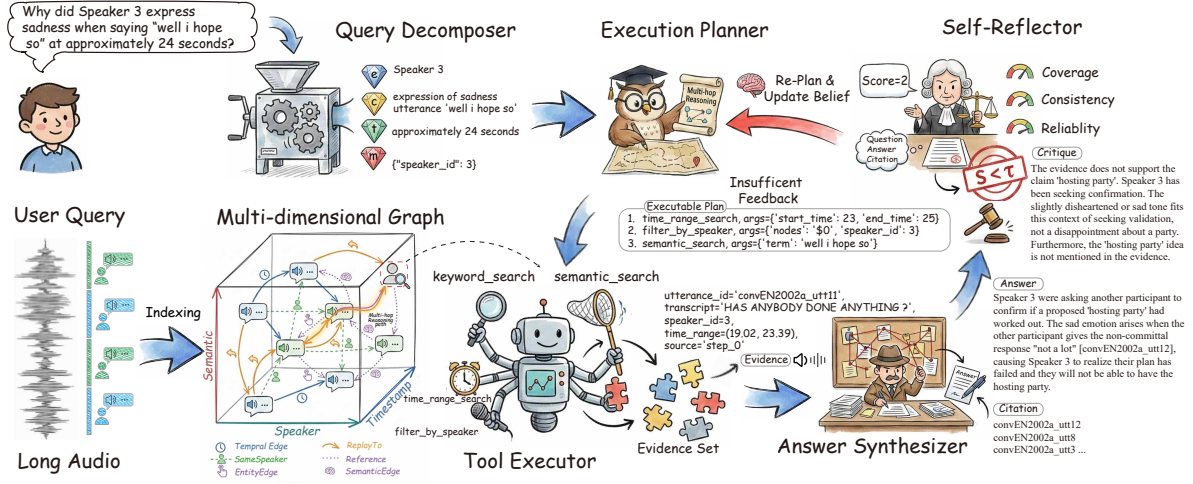 Why did Speaker 3 express
sadness when saying "well i hope
so" at approximately 24 seconds?
User Query
Query Decomposer
e
Speaker 3
c
expression of sadness
utterance 'well i hope so'
t
approximately 24 seconds
m
{"speaker_id": 3}
Execution Planner
Multi-hop
Reasoning
Re-Plan &
Update Belief
Self-Reflector
Score=2
Coverage
Consistency
Reliablity
Question
Answer
Citation
S<τ
Critique
The evidence does not support the
claim 'hosting party'. Speaker 3 has
been seeking confirmation. The
slightly disheartened or sad tone fits
this context of seeking validation,
not a disappointment about a party.
Furthermore, the 'hosting party' idea
is not mentioned in the evidence.
Insufficient
Feedback
Executable Plan
1. time_range_search, args={'start_time': 23, 'end_time': 25}
2. filter_by_speaker, args={'nodes': '$0', 'speaker_id': 3}
3. semantic_search, args={'term': 'well i hope so'}
Long Audio
Indexing
Multi-dimensional Graph
Semantic
Speaker
Timestamp
Multi-hop
Reasoning
path
Tempral Edge
ReplayTo
SameSpeaker
Reference
EntityEdge
SemanticEdge
keyword_search
semantic_search
time_range_search
filter_by_speaker
Tool Executor
utterance_id='convEN2002a_utt11',
transcript='HAS ANYBODY DONE ANYTHING ?',
speaker_id=3,
time_range=(19.02, 23.39),
source='step_0'
Evidence
Evidence Set
Answer Synthesizer
Answer
Answer
Speaker 3 were asking another participant to
confirm if a proposed 'hosting party' had
worked out. The sad emotion arises when the
other participant gives the non-committal
response "not a lot" [convEN2002a_utt12],
causing Speaker 3 to realize their plan has
failed and they will not be able to have the
hosting party.
Citation
convEN2002a_utt12
convEN2002a_utt8
convEN2002a_utt3 ...